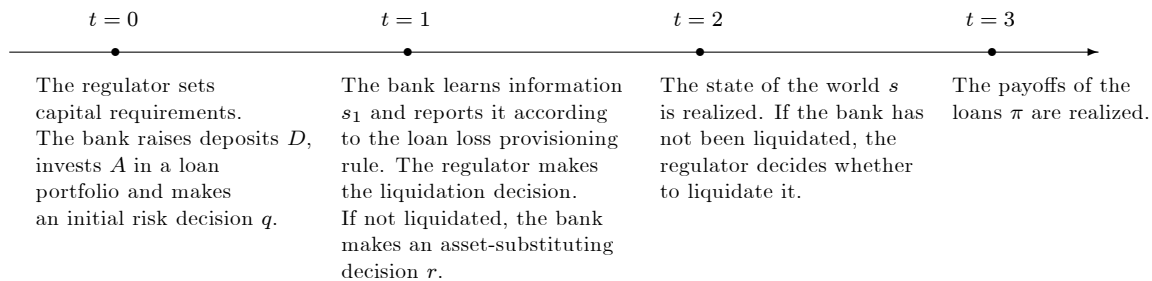 t = 0
t = 1
t = 2
t = 3
The regulator sets
capital requirements.
The bank raises deposits D,
invests A in a loan
portfolio and makes
an initial risk decision q.
The bank learns information
s₁ and reports it according
to the loan loss provisioning
rule. The regulator makes
the liquidation decision.
If not liquidated, the bank
makes an asset-substituting
decision r.
The state of the world s
is realized. If the bank has
not been liquidated, the
regulator decides whether
to liquidate it.
The payoffs of the
loans π are realized.